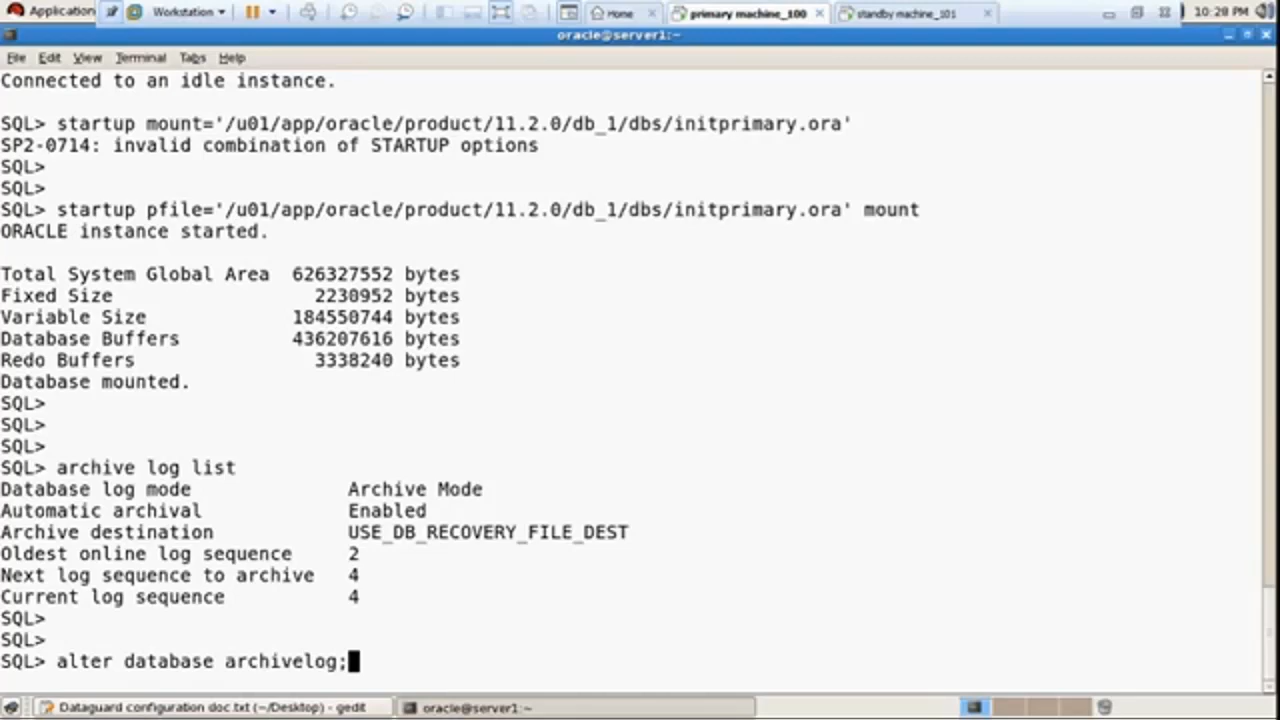 Application
Workstation
Home
primary machine_100
standby machine_101
10:28 PM
oracle@server1:~
File Edit View Terminal Tabs Help
Connected to an idle instance.
SQL> startup mount='/u01/app/oracle/product/11.2.0/db_1/dbs/initprimary.ora'
SP2-0714: invalid combination of STARTUP options
SQL>
SQL>
SQL> startup pfile='/u01/app/oracle/product/11.2.0/db_1/dbs/initprimary.ora' mount
ORACLE instance started.
Total System Global Area 626327552 bytes
Fixed Size 2230952 bytes
Variable Size 184550744 bytes
Database Buffers 436207616 bytes
Redo Buffers 3338240 bytes
Database mounted.
SQL>
SQL>
SQL>
SQL> archive log list
Database log mode Archive Mode
Automatic archival Enabled
Archive destination USE_DB_RECOVERY_FILE_DEST
Oldest online log sequence 2
Next log sequence to archive 4
Current log sequence 4
SQL>
SQL>
SQL> alter database archivelog;
Dataguard configuration doc.txt (~/Desktop) - gedit
oracle@server1:~